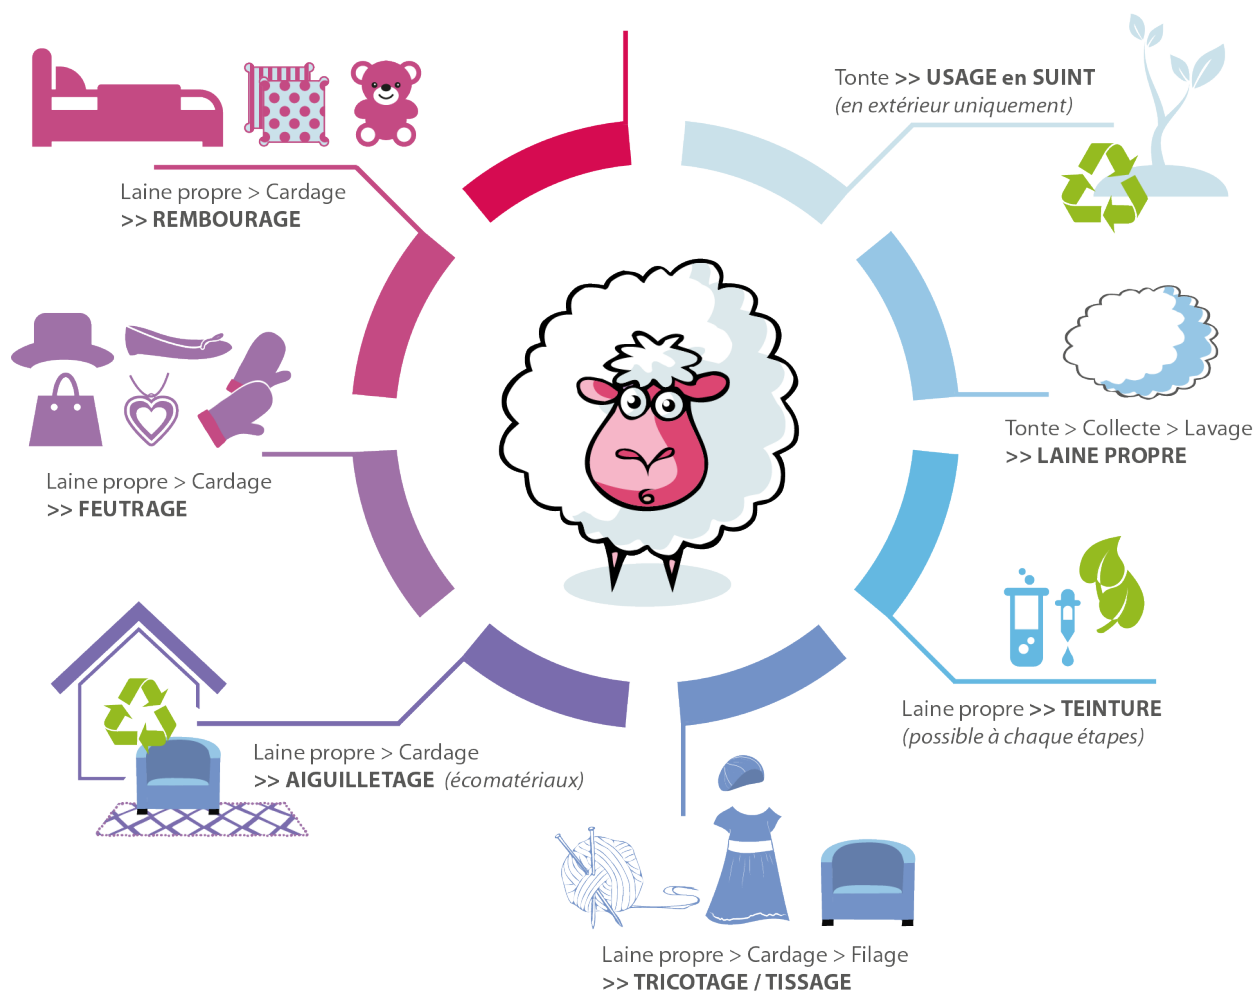 Tonte >> USAGE en SUINT
(en extérieur uniquement)
Laine propre > Cardage
>> REMBOURAGE
Tonte > Collecte > Lavage
>> LAINE PROPRE
Laine propre > Cardage
>> FEUTRAGE
Laine propre >> TEINTURE
(possible à chaque étapes)
Laine propre > Cardage
>> AIGUILLETAGE (écomatériaux)
Laine propre > Cardage > Filage
>> TRICOTAGE / TISSAGE